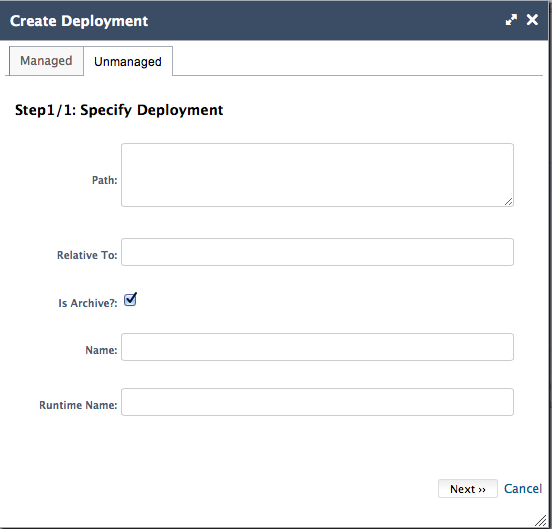 Create Deployment
Managed
Unmanaged
Step1/1: Specify Deployment
Path:
Relative To:
Is Archive?:
Name:
Runtime Name:
Next ›› Cancel